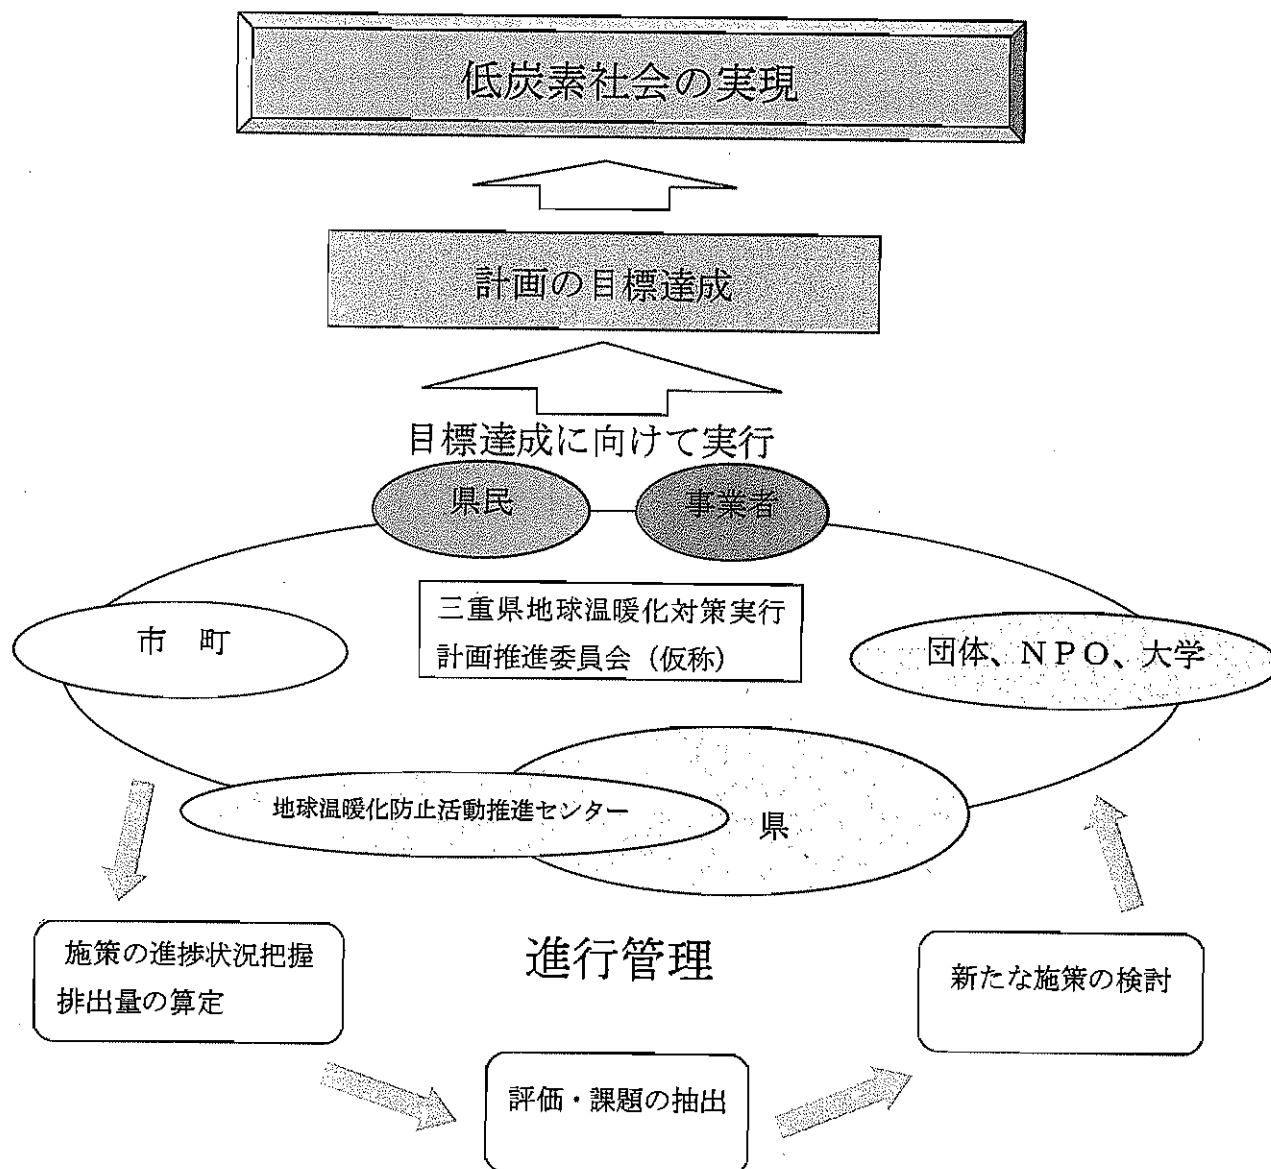 低炭素社会の実現
計画の目標達成
目標達成に向けて実行
県民
事業者
三重県地球温暖化対策実行
計画推進委員会（仮称）
市　町
団体、ＮＰＯ、大学
地球温暖化防止活動推進センター
県
進行管理
施策の進捗状況把握
排出量の算定
評価・課題の抽出
新たな施策の検討